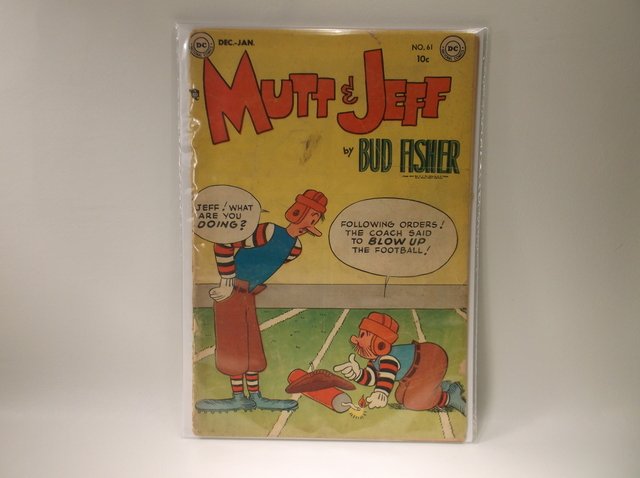 DC
DEC.-JAN.
NO. 61
DC
10c
MUTT & JEFF
by BUD FISHER
JEFF! WHAT
ARE YOU
DOING?
FOLLOWING ORDERS!
THE COACH SAID
TO BLOW UP
THE FOOTBALL!